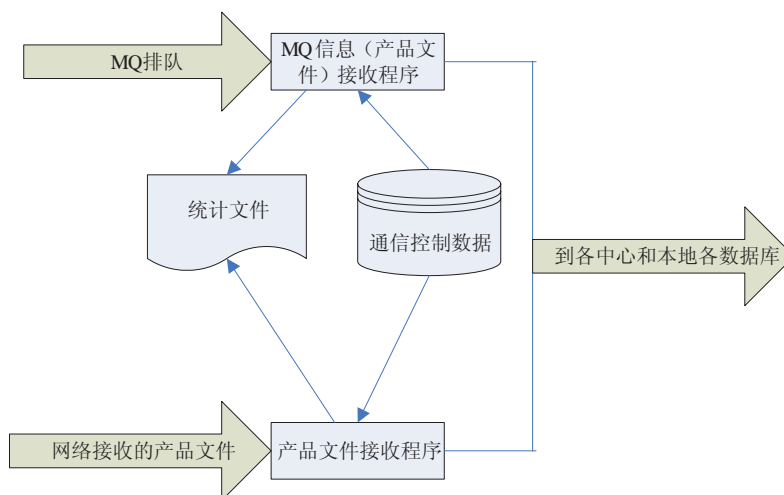 MQ排队
MQ信息（产品文
件）接收程序
统计文件
通信控制数据
到各中心和本地各数据库
网络接收的产品文件
产品文件接收程序